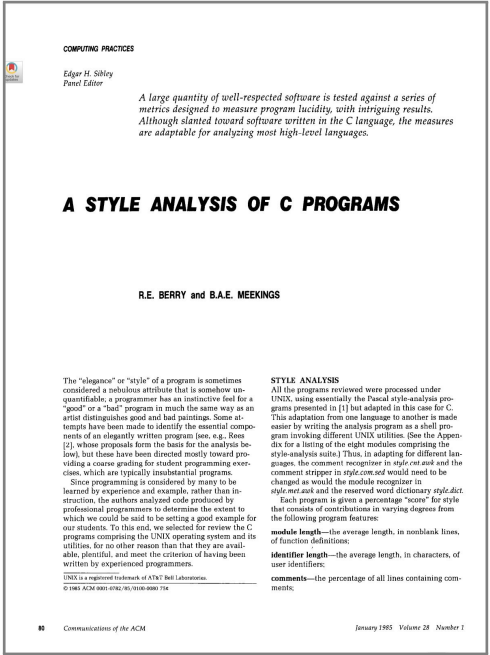 COMPUTING PRACTICES
Edgar H. Sibley
Panel Editor
A large quantity of well-respected software is tested against a series of
metrics designed to measure program lucidity, with intriguing results.
Although slanted toward software written in the C language, the measures
are adaptable for analyzing most high-level languages.
A STYLE ANALYSIS OF C PROGRAMS
R.E. BERRY and B.A.E. MEEKINGS
The "elegance" or "style" of a program is sometimes
considered a nebulous attribute that is somehow un-
quantifiable; a programmer has an instinctive feel for a
"good" or a "bad" program in much the same way as an
artist distinguishes good and bad paintings. Some at-
tempts have been made to identify the essential compo-
nents of an elegantly written program (see, e.g., Rees
[2], whose proposals form the basis for the analysis be-
low), but these have been directed mostly toward pro-
viding a coarse grading for student programming exer-
cises, which are typically insubstantial programs.
Since programming is considered by many to be
learned by experience and example, rather than in-
struction, the authors analyzed code produced by
professional programmers to determine the extent to
which we could be said to be setting a good example for
our students. To this end, we selected for review the C
programs comprising the UNIX operating system and its
utilities, for no other reason than that they are avail-
able, plentiful, and meet the criterion of having been
written by experienced programmers.
UNIX is a registered trademark of AT&T Bell Laboratories.
© 1985 ACM 0001-0782/85/0100-0080 75¢
STYLE ANALYSIS
All the programs reviewed were processed under
UNIX, using essentially the Pascal style-analysis pro-
grams presented in [1] but adapted in this case for C.
This adaptation from one language to another is made
easier by writing the analysis program as a shell pro-
gram invoking different UNIX utilities. (See the Appen-
dix for a listing of the eight modules comprising the
style-analysis suite.) Thus, in adapting for different lan-
guages, the comment recognizer in style.cnt.awk and the
comment stripper in style.com.sed would need to be
changed as would the module recognizer in
style.met.awk and the reserved word dictionary style.dict.
Each program is given a percentage "score" for style
that consists of contributions in varying degrees from
the following program features:
module length—the average length, in nonblank lines,
of function definitions;
identifier length—the average length, in characters, of
user identifiers;
comments—the percentage of all lines containing com-
ments;
80 Communications of the ACM January 1985 Volume 28 Number 1